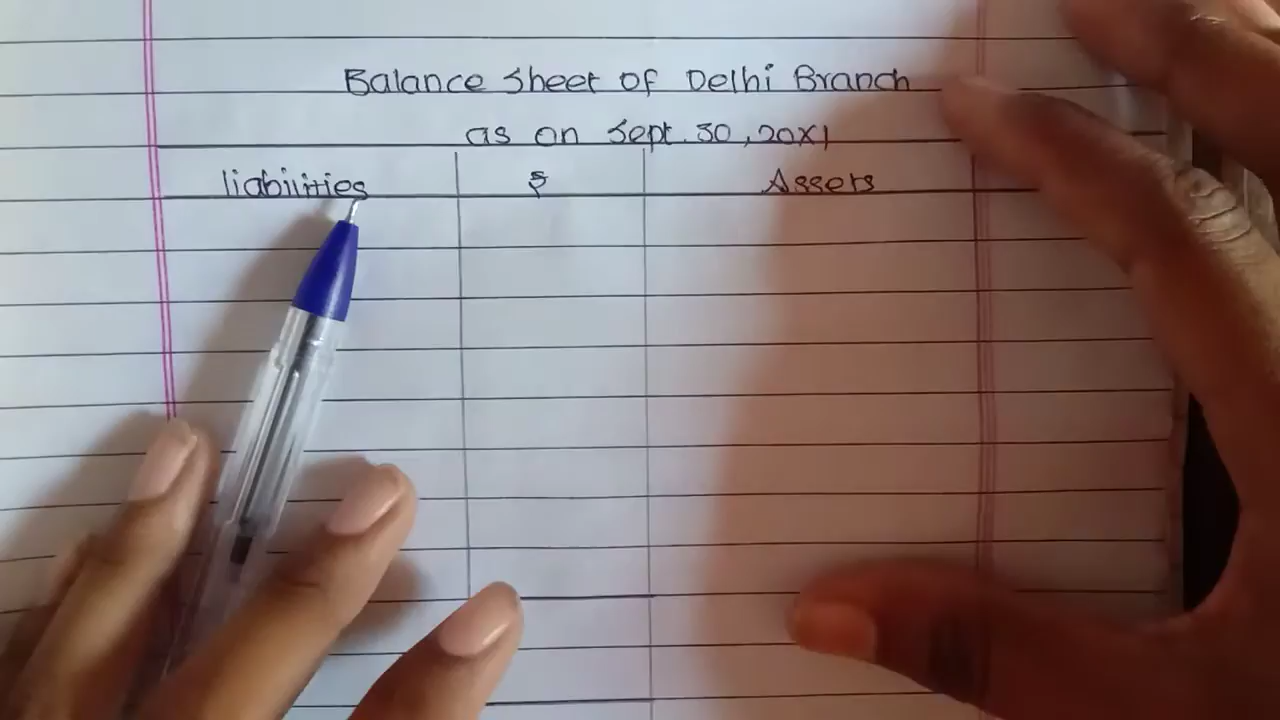 Balance Sheet of Delhi Branch
as on Sept. 30, 20X1
liabilities ₹ Assets